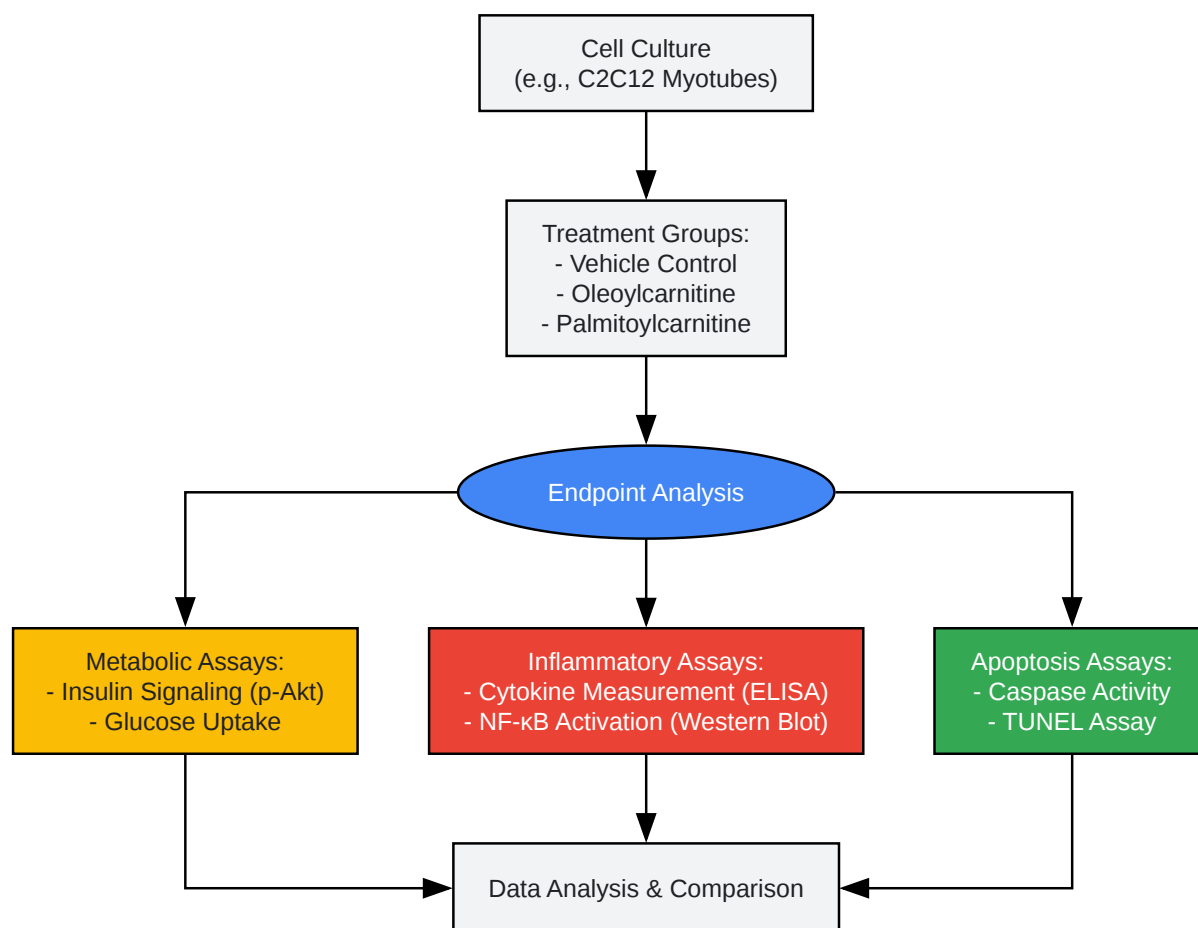 Cell Culture
(e.g., C2C12 Myotubes)
Treatment Groups:
- Vehicle Control
- Oleoylcarnitine
- Palmitoylcarnitine
Endpoint Analysis
Metabolic Assays:
- Insulin Signaling (p-Akt)
- Glucose Uptake
Inflammatory Assays:
- Cytokine Measurement (ELISA)
- NF-κB Activation (Western Blot)
Apoptosis Assays:
- Caspase Activity
- TUNEL Assay
Data Analysis & Comparison